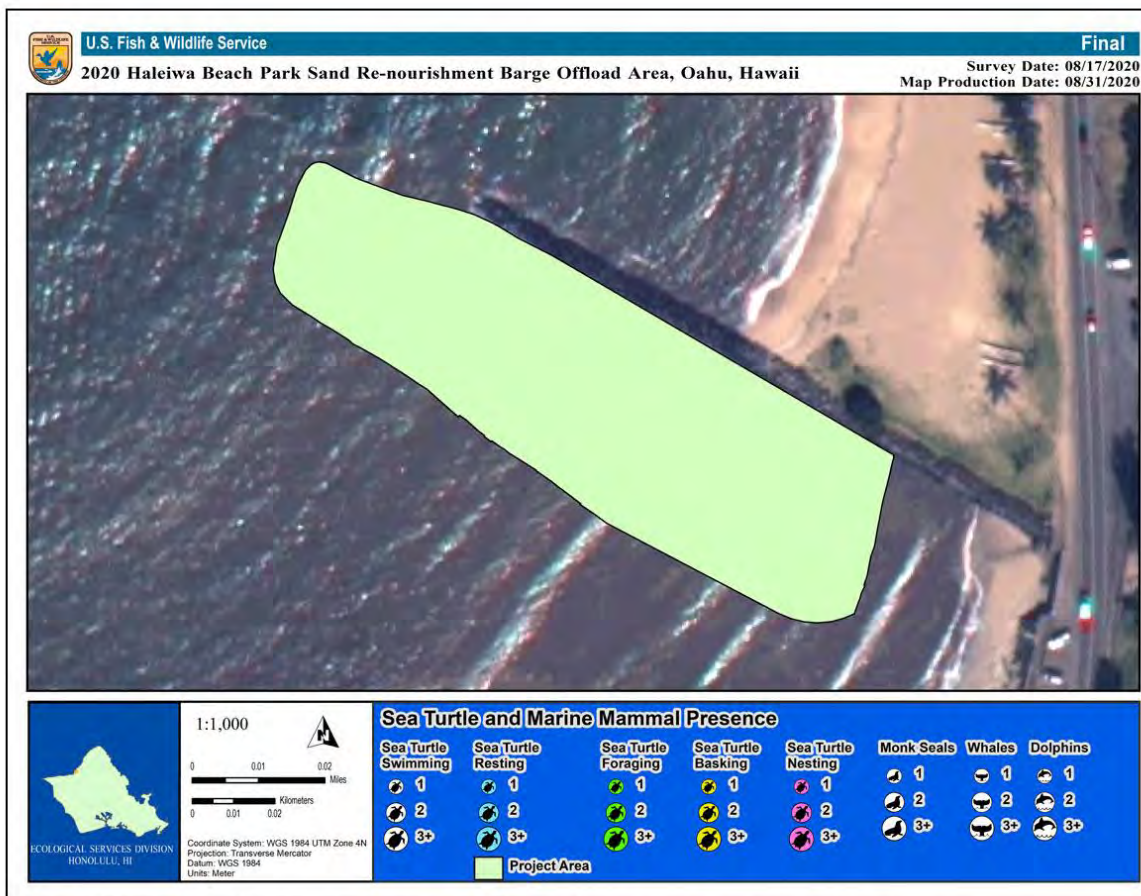 U.S.
FISH & WILDLIFE
SERVICE
U.S. Fish & Wildlife Service
Final
2020 Haleiwa Beach Park Sand Re-nourishment Barge Offload Area, Oahu, Hawaii
Survey Date: 08/17/2020
Map Production Date: 08/31/2020
ECOLOGICAL SERVICES DIVISION
HONOLULU, HI
1:1,000
N
0 0.01 0.02
Miles
Kilometers
0 0.01 0.02
Coordinate System: WGS 1984 UTM Zone 4N
Projection: Transverse Mercator
Datum: WGS 1984
Units: Meter
Sea Turtle and Marine Mammal Presence
Sea Turtle Swimming
1
2
3+
Sea Turtle Resting
1
2
3+
Sea Turtle Foraging
1
2
3+
Sea Turtle Basking
1
2
3+
Sea Turtle Nesting
1
2
3+
Monk Seals
1
2
3+
Whales
1
2
3+
Dolphins
1
2
3+
Project Area